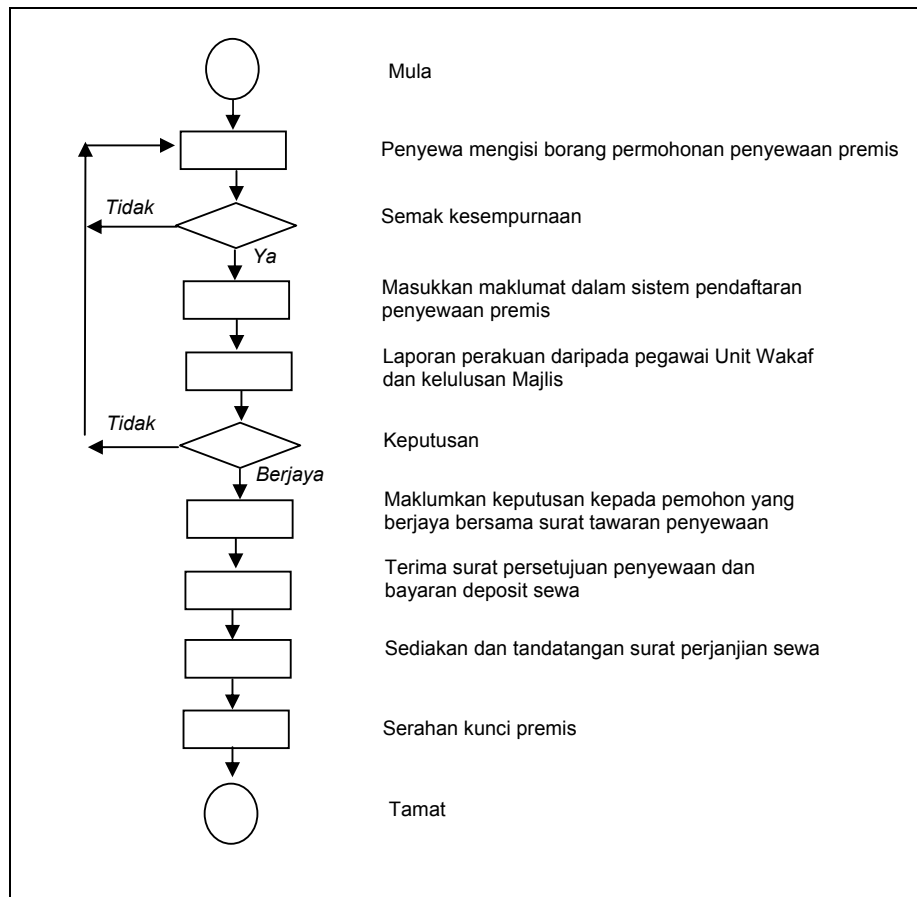 Mula
Penyewa mengisi borang permohonan penyewaan premis
Tidak
Semak kesempurnaan
Ya
Masukkan maklumat dalam sistem pendaftaran
penyewaan premis
Laporan perakuan daripada pegawai Unit Wakaf
dan kelulusan Majlis
Tidak
Keputusan
Berjaya
Maklumkan keputusan kepada pemohon yang
berjaya bersama surat tawaran penyewaan
Terima surat persetujuan penyewaan dan
bayaran deposit sewa
Sediakan dan tandatangan surat perjanjian sewa
Serahan kunci premis
Tamat